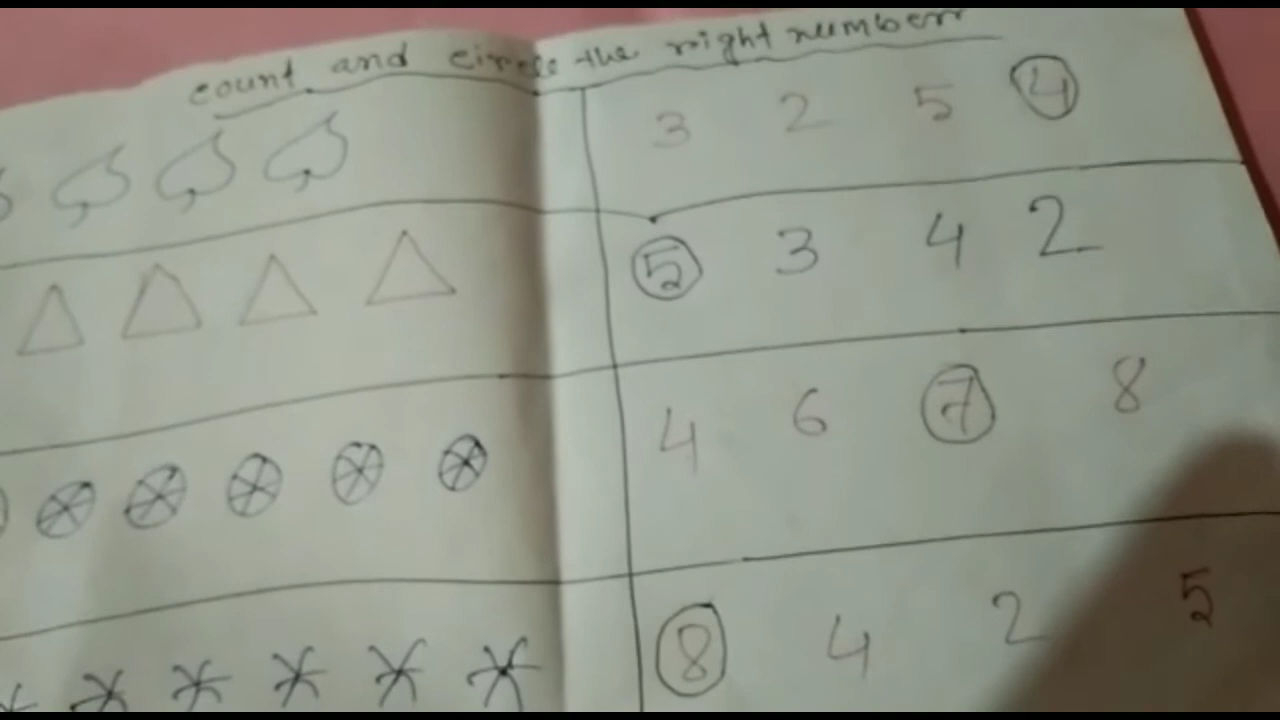 count and circle the right number
3 2 5 4
5 3 4 2
4 6 7 8
8 4 2 5